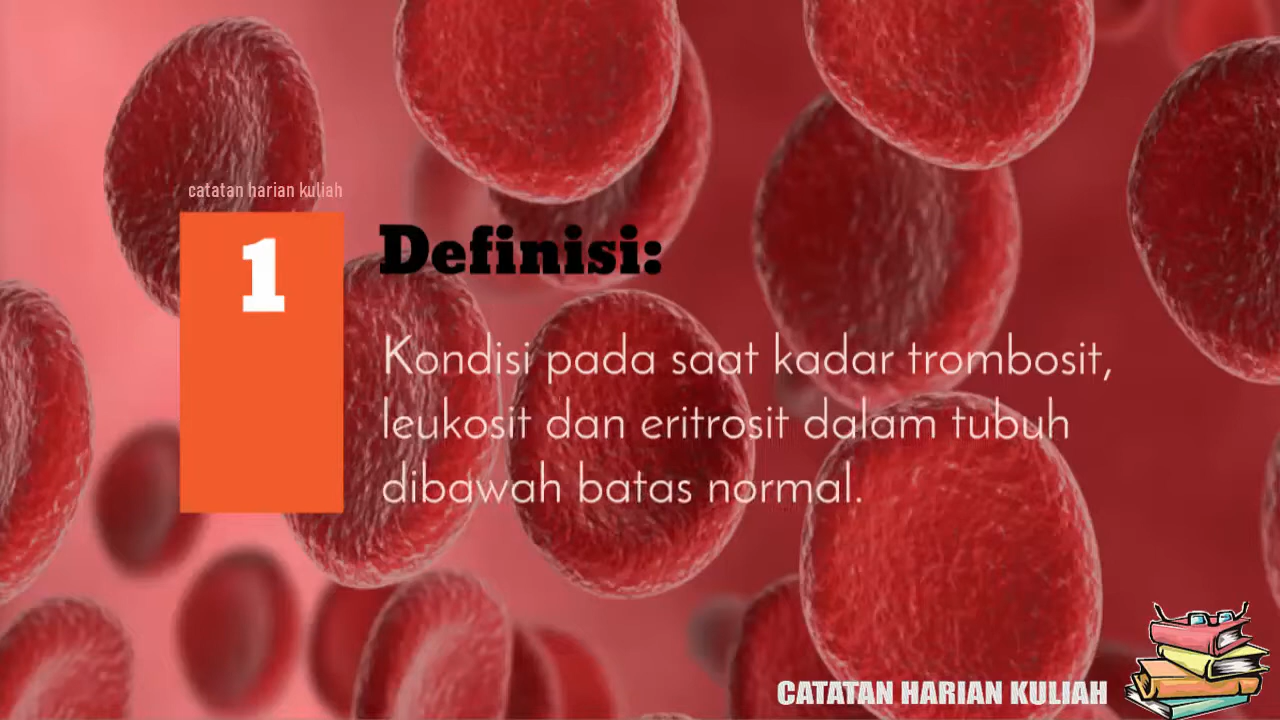 catatan harian kuliah
1
Definisi:
Kondisi pada saat kadar trombosit,
leukosit dan eritrosit dalam tubuh
dibawah batas normal.
CATATAN HARIAN KULIAH